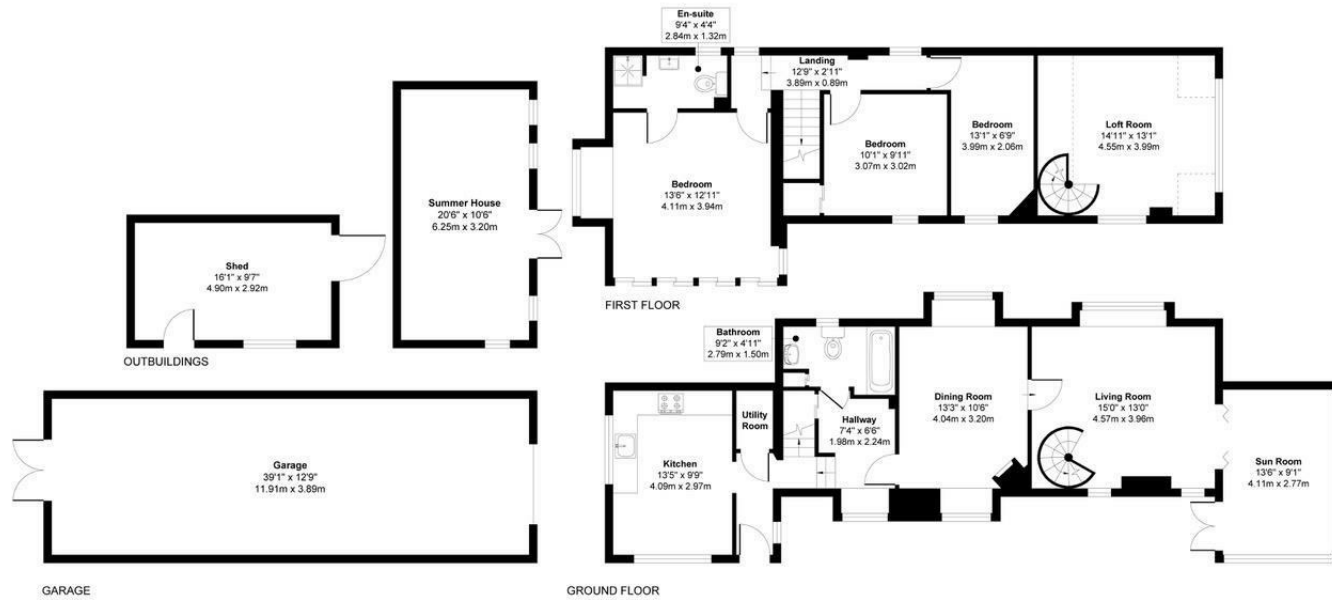 En-suite
9'4" x 4'4"
2.84m x 1.32m
Landing
12'9" x 2'11"
3.89m x 0.89m
Bedroom
13'1" x 6'9"
3.99m x 2.06m
Loft Room
14'11" x 13'1"
4.55m x 3.99m
Bedroom
10'1" x 9'11"
3.07m x 3.02m
Bedroom
13'6" x 12'11"
4.11m x 3.94m
Summer House
20'6" x 10'6"
6.25m x 3.20m
Shed
16'1" x 9'7"
4.90m x 2.92m
FIRST FLOOR
OUTBUILDINGS
Bathroom
9'2" x 4'11"
2.79m x 1.50m
Dining Room
13'3" x 10'6"
4.04m x 3.20m
Living Room
15'0" x 13'0"
4.57m x 3.96m
Utility
Room
Hallway
7'4" x 6'6"
1.98m x 2.24m
Kitchen
13'5" x 9'9"
4.09m x 2.97m
Sun Room
13'6" x 9'1"
4.11m x 2.77m
Garage
39'1" x 12'9"
11.91m x 3.89m
GARAGE
GROUND FLOOR